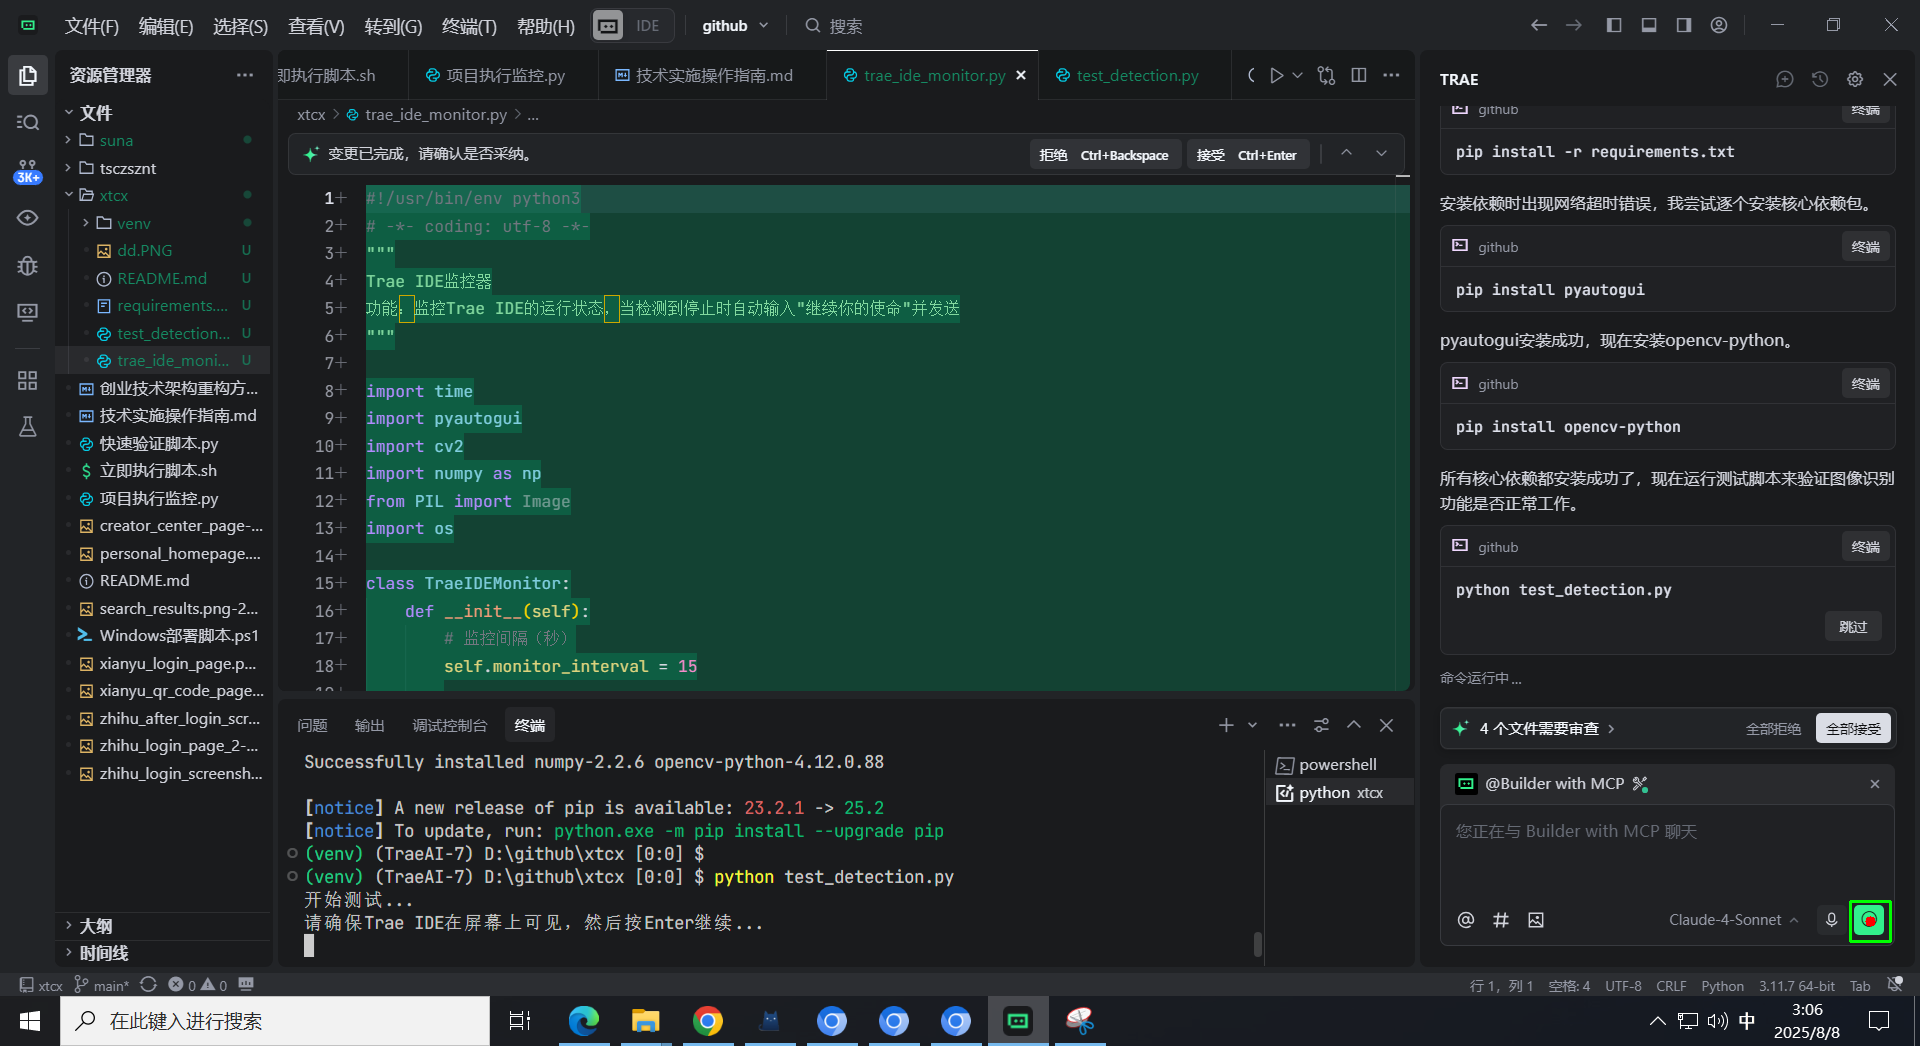 文件(F) 编辑(E) 选择(S) 查看(V) 转到(G) 终端(T) 帮助(H) IDE github 搜索
资源管理器
文件
suna
tsczsznt
xtcx
venv
dd.PNG U
README.md U
requirements.... U
test_detection... U
trae_ide_moni... U
创业技术架构重构方...
技术实施操作指南.md
快速验证脚本.py
立即执行脚本.sh
项目执行监控.py
creator_center_page-...
personal_homepage....
README.md
search_results.png-2...
Windows部署脚本.ps1
xianyu_login_page.p...
xianyu_qr_code_page...
zhihu_after_login_scr...
zhihu_login_page_2-...
zhihu_login_screensh...
大纲
时间线
3K+
即执行脚本.sh 项目执行监控.py 技术实施操作指南.md trae_ide_monitor.py test_detection.py
xtcx > trae_ide_monitor.py > ...
变更已完成，请确认是否采纳。 拒绝 Ctrl+Backspace 接受 Ctrl+Enter
1+ #!/usr/bin/env python3
2+ # -*- coding: utf-8 -*-
3+ """
4+ Trae IDE监控器
5+ 功能：监控Trae IDE的运行状态，当检测到停止时自动输入"继续你的使命"并发送
6+ """
7+
8+ import time
9+ import pyautogui
10+ import cv2
11+ import numpy as np
12+ from PIL import Image
13+ import os
14+
15+ class TraeIDEMonitor:
16+ def __init__(self):
17+ # 监控间隔（秒）
18+ self.monitor_interval = 15
问题 输出 调试控制台 终端
Successfully installed numpy-2.2.6 opencv-python-4.12.0.88
[notice] A new release of pip is available: 23.2.1 -> 25.2
[notice] To update, run: python.exe -m pip install --upgrade pip
(venv) (TraeAI-7) D:\github\xtcx [0:0] $
(venv) (TraeAI-7) D:\github\xtcx [0:0] $ python test_detection.py
开始测试...
请确保Trae IDE在屏幕上可见，然后按Enter继续...
powershell
python xtcx
TRAE
github 终端
pip install -r requirements.txt
安装依赖时出现网络超时错误，我尝试逐个安装核心依赖包。
github 终端
pip install pyautogui
pyautogui安装成功，现在安装opencv-python。
github 终端
pip install opencv-python
所有核心依赖都安装成功了，现在运行测试脚本来验证图像识别
功能是否正常工作。
github 终端
python test_detection.py
跳过
命令运行中...
4 个文件需要审查 全部拒绝 全部接受
@Builder with MCP
您正在与 Builder with MCP 聊天
Claude-4-Sonnet
xtcx main* 0 0 行 1，列 1 空格: 4 UTF-8 CRLF Python 3.11.7 64-bit Tab
在此键入进行搜索
中
3:06
2025/8/8